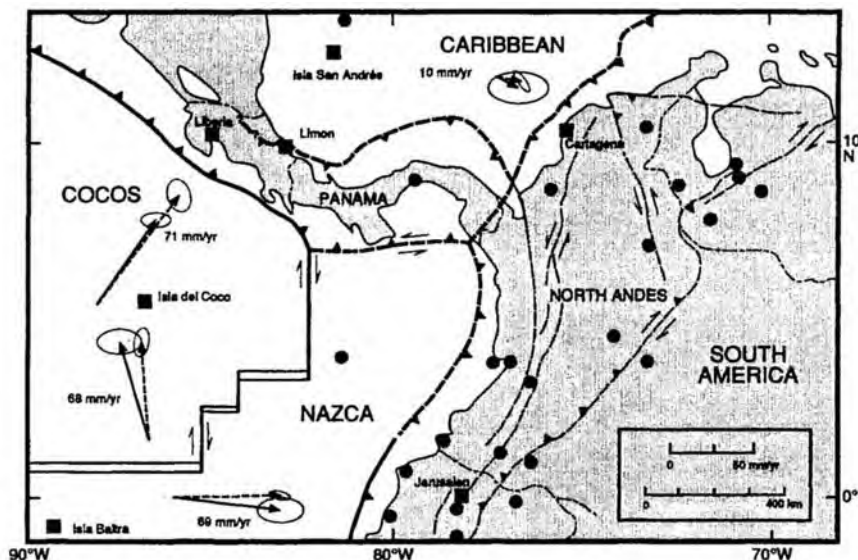 CARIBBEAN
Isla San Andrés
10 mm/yr
Liberia
Limon
Cartagena
10°
N
COCOS
PANAMA
71 mm/yr
Isla del Coco
NORTH ANDES
SOUTH
AMERICA
68 mm/yr
NAZCA
0 50 mm/yr
0 400 km
Jerusalen
0°
69 mm/yr
Isla Baltra
90°W 80°W 70°W